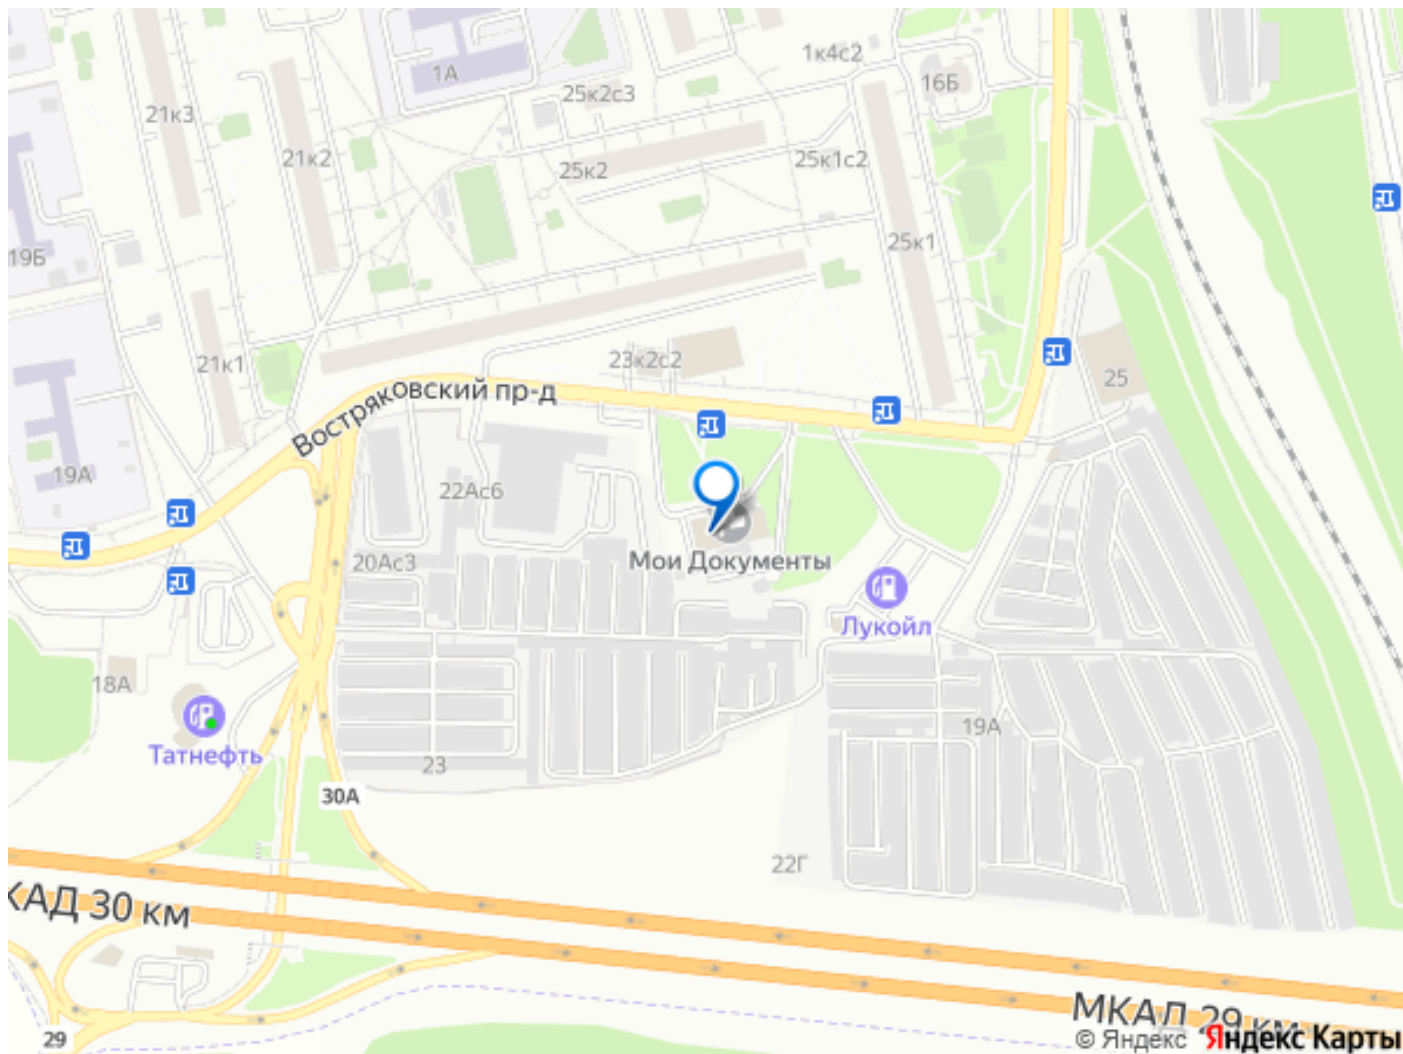 1А
1к4с2
16Б
21к3
25к2с3
21к2
25к2
25к1с2
19Б
25к1
21к1
23к2с2
25
Востряковский пр-д
19А
22Ас6
20Ас3
Мои Документы
Лукойл
18А
Татнефть
19А
23
30А
22Г
КАД 30 км
МКАД 29 км
29
© Яндекс Яндекс Карты